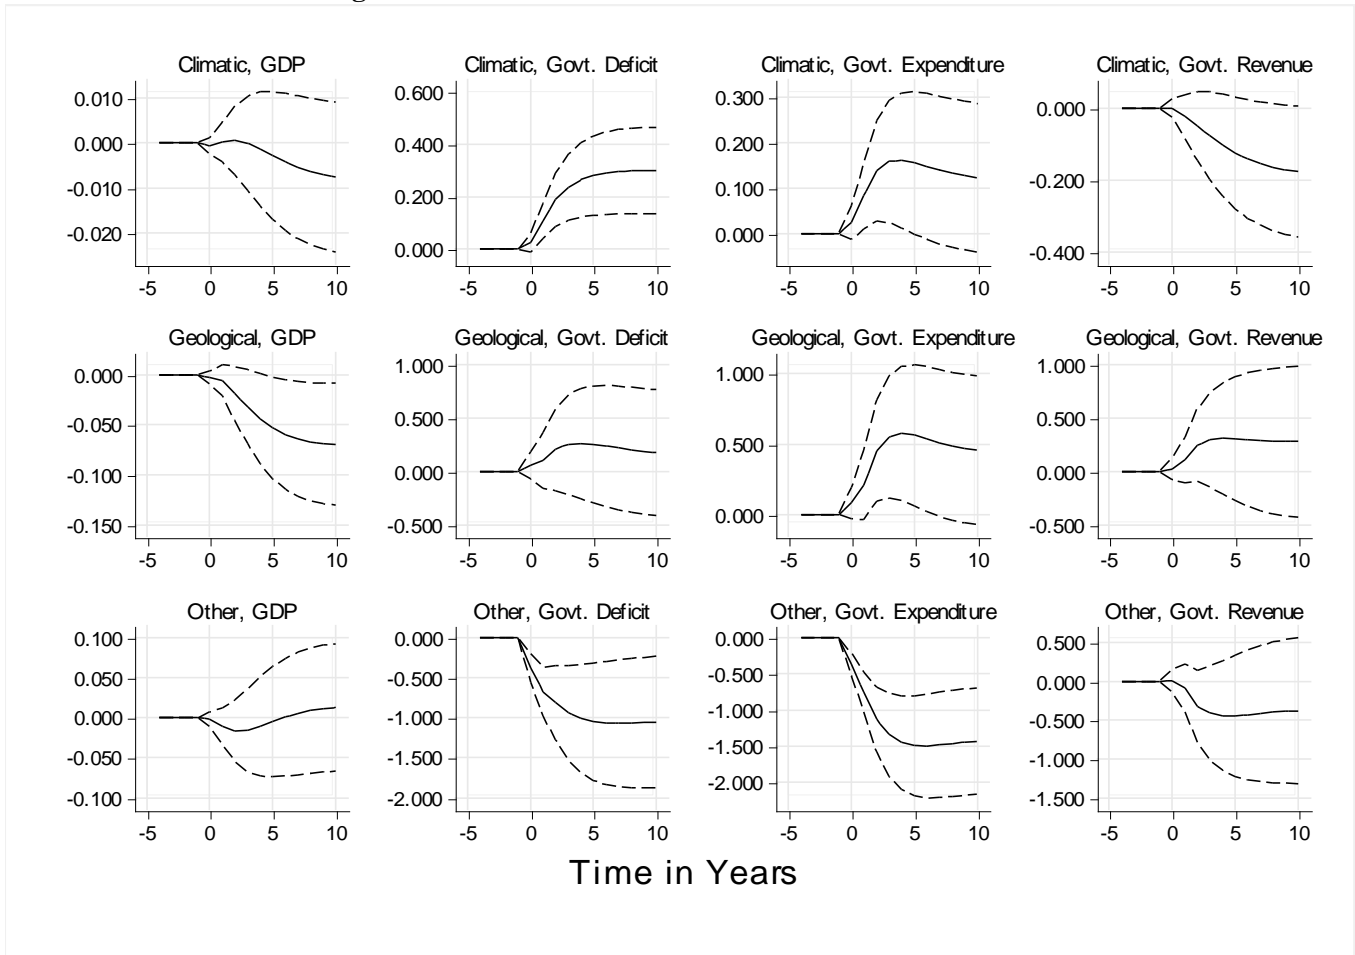 Climatic, GDP
Climatic, Govt. Deficit
Climatic, Govt. Expenditure
Climatic, Govt. Revenue
0.010
0.000
-0.010
-0.020
0.600
0.400
0.200
0.000
0.300
0.200
0.100
0.000
0.000
-0.200
-0.400
-5 0 5 10
-5 0 5 10
-5 0 5 10
-5 0 5 10
Geological, GDP
Geological, Govt. Deficit
Geological, Govt. Expenditure
Geological, Govt. Revenue
0.000
-0.050
-0.100
-0.150
1.000
0.500
0.000
-0.500
1.000
0.500
0.000
1.000
0.500
0.000
-0.500
-5 0 5 10
-5 0 5 10
-5 0 5 10
-5 0 5 10
Other, GDP
Other, Govt. Deficit
Other, Govt. Expenditure
Other, Govt. Revenue
0.100
0.050
0.000
-0.050
-0.100
0.000
-0.500
-1.000
-1.500
-2.000
0.000
-0.500
-1.000
-1.500
-2.000
0.500
0.000
-0.500
-1.000
-1.500
-5 0 5 10
-5 0 5 10
-5 0 5 10
-5 0 5 10
Time in Years